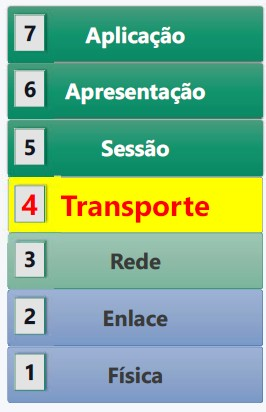 7 Aplicação
6 Apresentação
5 Sessão
4 Transporte
3 Rede
2 Enlace
1 Física